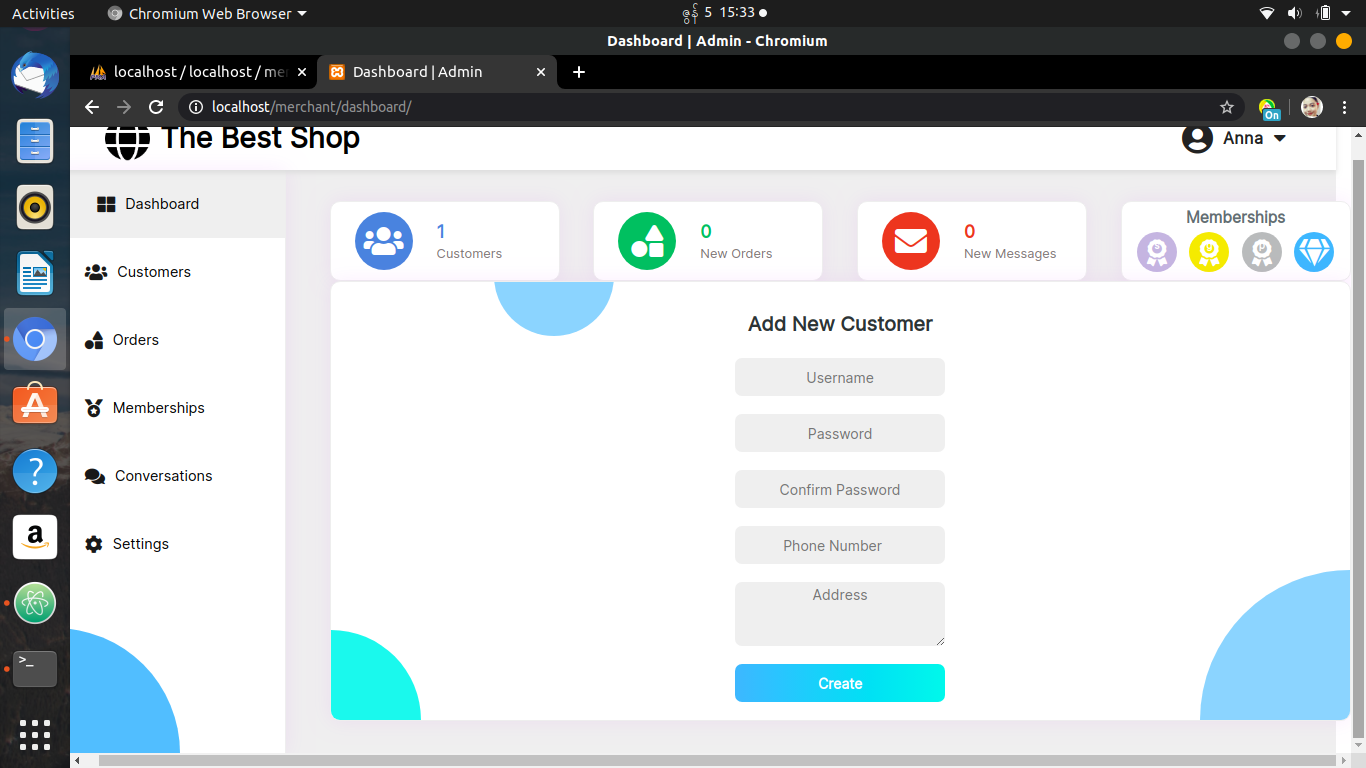 Activities
Chromium Web Browser
ဇွန် 5 15:33
Dashboard | Admin - Chromium
localhost / localhost / mer
Dashboard | Admin
localhost/merchant/dashboard/
On
The Best Shop
Anna
Dashboard
Customers
Orders
Memberships
Conversations
Settings
1
Customers
0
New Orders
0
New Messages
Memberships
Add New Customer
Username
Password
Confirm Password
Phone Number
Address
Create